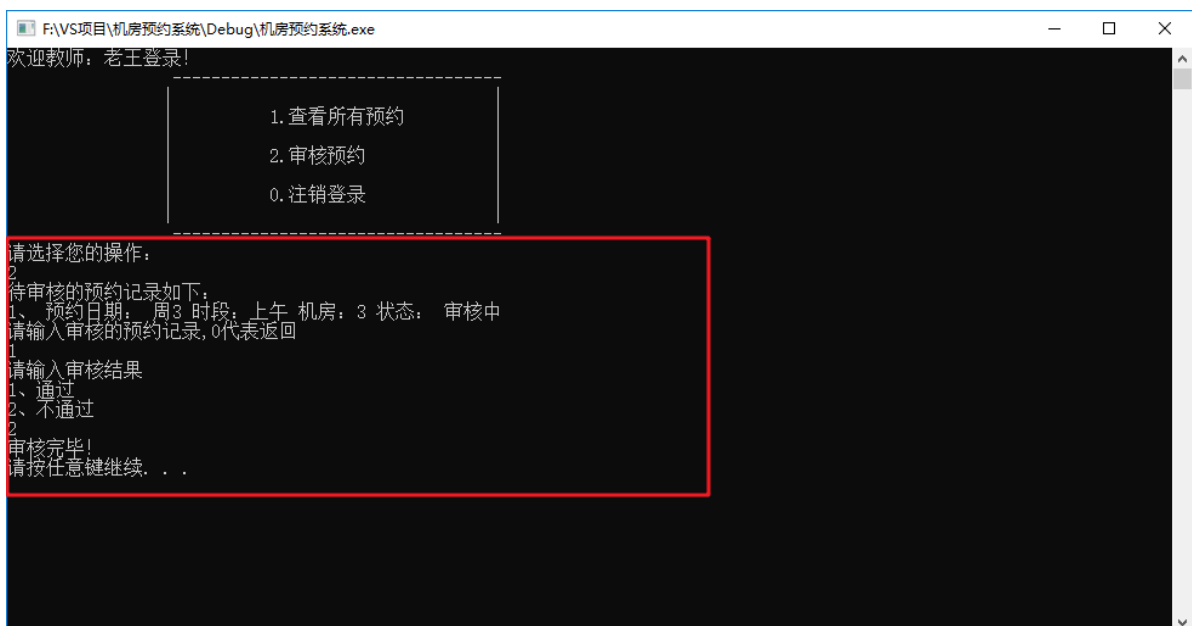 F:\VS项目\机房预约系统\Debug\机房预约系统.exe
欢迎教师：老王登录!
1.查看所有预约
2.审核预约
0.注销登录
请选择您的操作：
2
待审核的预约记录如下：
1、 预约日期： 周3 时段：上午 机房：3 状态： 审核中
请输入审核的预约记录,0代表返回
1
请输入审核结果
1、通过
2、不通过
2
审核完毕!
请按任意键继续. . .